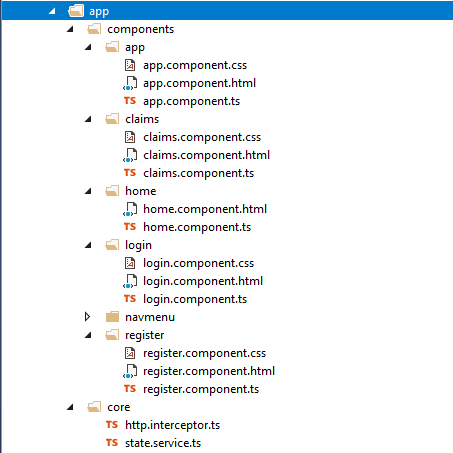 app
components
app
app.component.css
app.component.html
TS app.component.ts
claims
claims.component.css
claims.component.html
TS claims.component.ts
home
home.component.html
TS home.component.ts
login
login.component.css
login.component.html
TS login.component.ts
navmenu
register
register.component.css
register.component.html
TS register.component.ts
core
TS http.interceptor.ts
TS state.service.ts